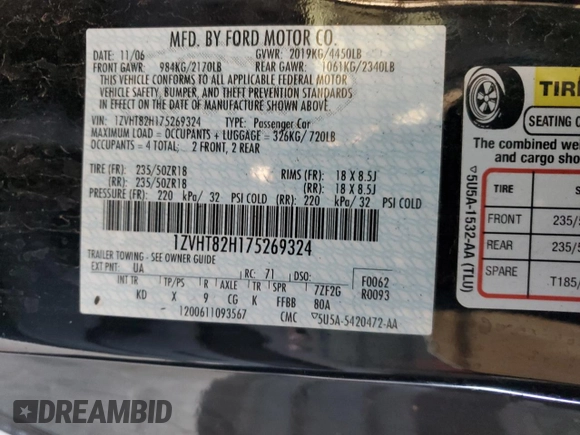 MFD. BY FORD MOTOR CO.
DATE: 11/06 GVWR: 2019KG/4450LB
FRONT GAWR: 984KG/2170LB REAR GAWR: 1061KG/2340LB
THIS VEHICLE CONFORMS TO ALL APPLICABLE FEDERAL MOTOR
VEHICLE SAFETY, BUMPER, AND THEFT PREVENTION STANDARDS
IN EFFECT ON THE DATE OF MANUFACTURE SHOWN ABOVE.
VIN: 1ZVHT82H175269324 TYPE: Passenger Car
MAXIMUM LOAD = OCCUPANTS + LUGGAGE = 326KG/ 720LB
OCCUPANTS = 4 TOTAL: 2 FRONT, 2 REAR
TIRE (FR): 235/50ZR18 RIMS (FR): 18 X 8.5J
(RR): 235/50ZR18 (RR): 18 X 8.5J
PRESSURE (FR): 220 kPa/ 32 PSI COLD (RR): 220 kPa/ 32 PSI COLD
1ZVHT82H175269324
TRAILER TOWING - SEE OWNER GUIDE
EXT PNT: UA RC: 71 F0062
INT TR TP/PS R AXLE TR SPR 7ZF2G R0093
KD X 9 CG K FFBB 80A
1200611093567 CMC 5U5A-5420472-AA
5U5A-1532-AA (TLU)
TIR
SEATING
The combined
and cargo
TIRE
FRONT 235/
REAR 235/
SPARE T185/
DREAMBID